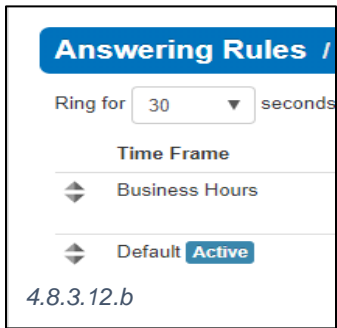 Answering Rules /
Ring for 30 seconds
Time Frame
Business Hours
Default Active
4.8.3.12.b